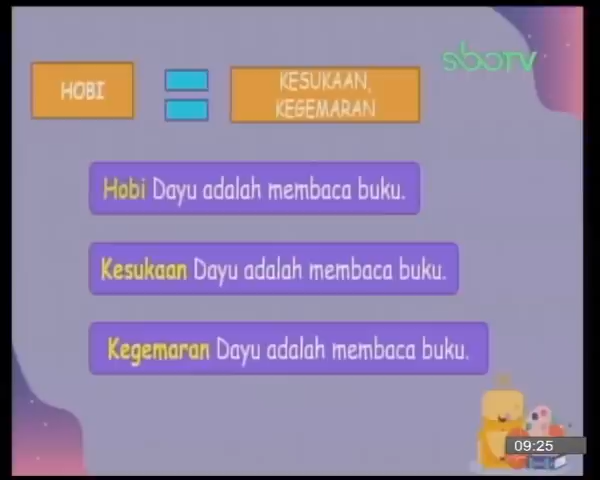 sboTV
HOBI
KESUKAAN,
KEGEMARAN
Hobi Dayu adalah membaca buku.
Kesukaan Dayu adalah membaca buku.
Kegemaran Dayu adalah membaca buku.
09:25